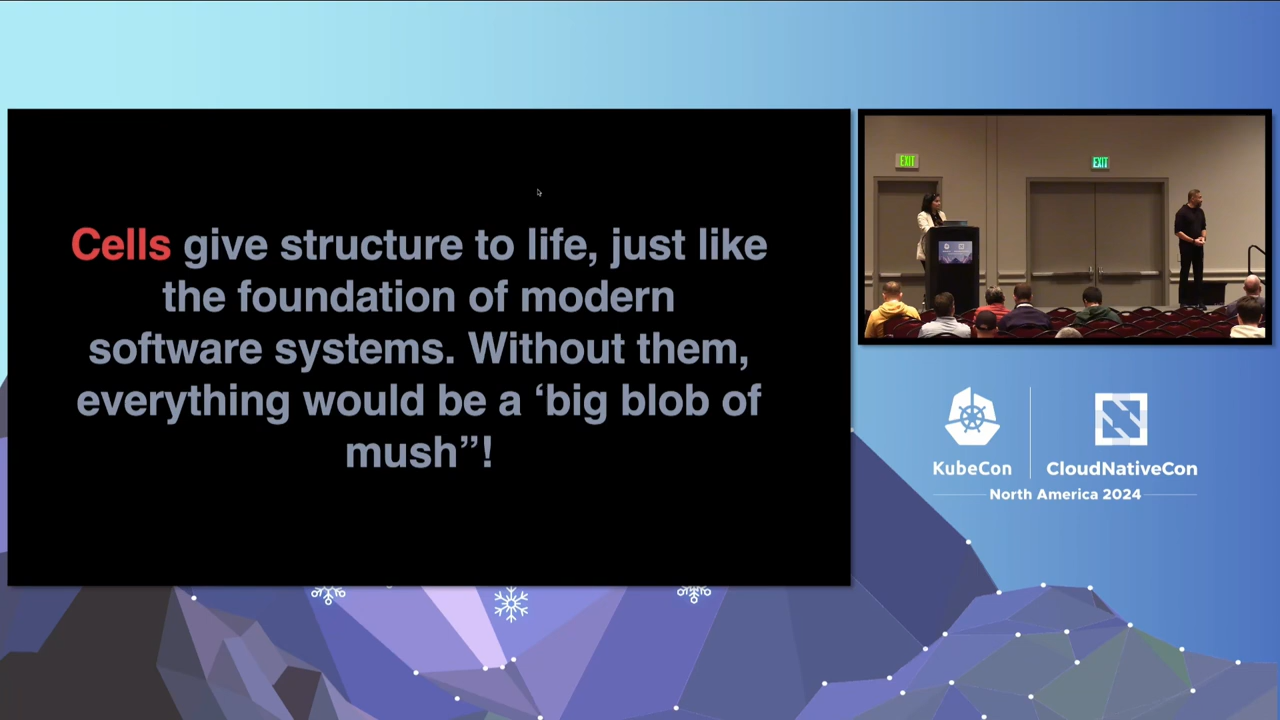 Cells give structure to life, just like
the foundation of modern
software systems. Without them,
everything would be a ‘big blob of
mush”!
EXIT
EXIT
KubeCon
CloudNativeCon
North America 2024